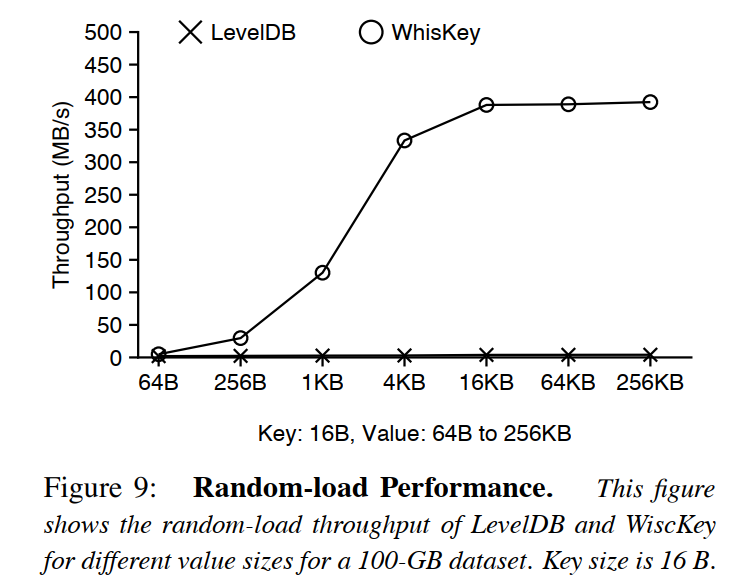 500
LevelDB
WhisKey
450
400
350
300
250
200
150
100
50
0
Throughput (MB/s)
64B 256B 1KB 4KB 16KB 64KB 256KB
Key: 16B, Value: 64B to 256KB
Figure 9: Random-load Performance. This figure
shows the random-load throughput of LevelDB and WiscKey
for different value sizes for a 100-GB dataset. Key size is 16 B.